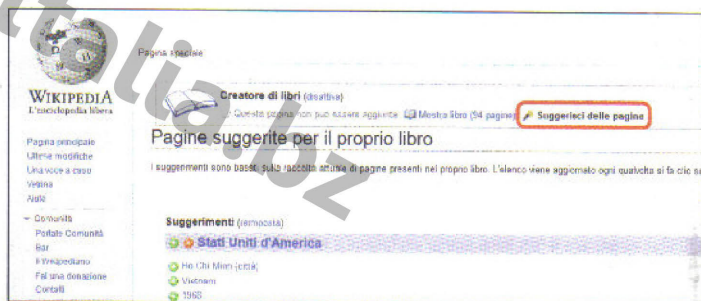 Pagina speciale
WIKIPEDIA
L'enciclopedia libera
Creatore di libri (disattiva)
Questa pagina non può essere aggiunta Mostra libro (94 pagine) Suggerisci delle pagine
Pagine suggerite per il proprio libro
I suggerimenti sono basati sulla raccolta attuale di pagine presenti nel proprio libro. L'elenco viene aggiornato ogni qualvolta si fa clic
Pagina principale
Ultime modifiche
Una voce a caso
Vetrina
Aiuto
Comunità
Portale Comunità
Bar
Il Wikipediano
Fai una donazione
Contatti
Suggerimenti:
Stati Uniti d'America
Ho Chi Minh (città)
Vietnam
1968
italia.bz